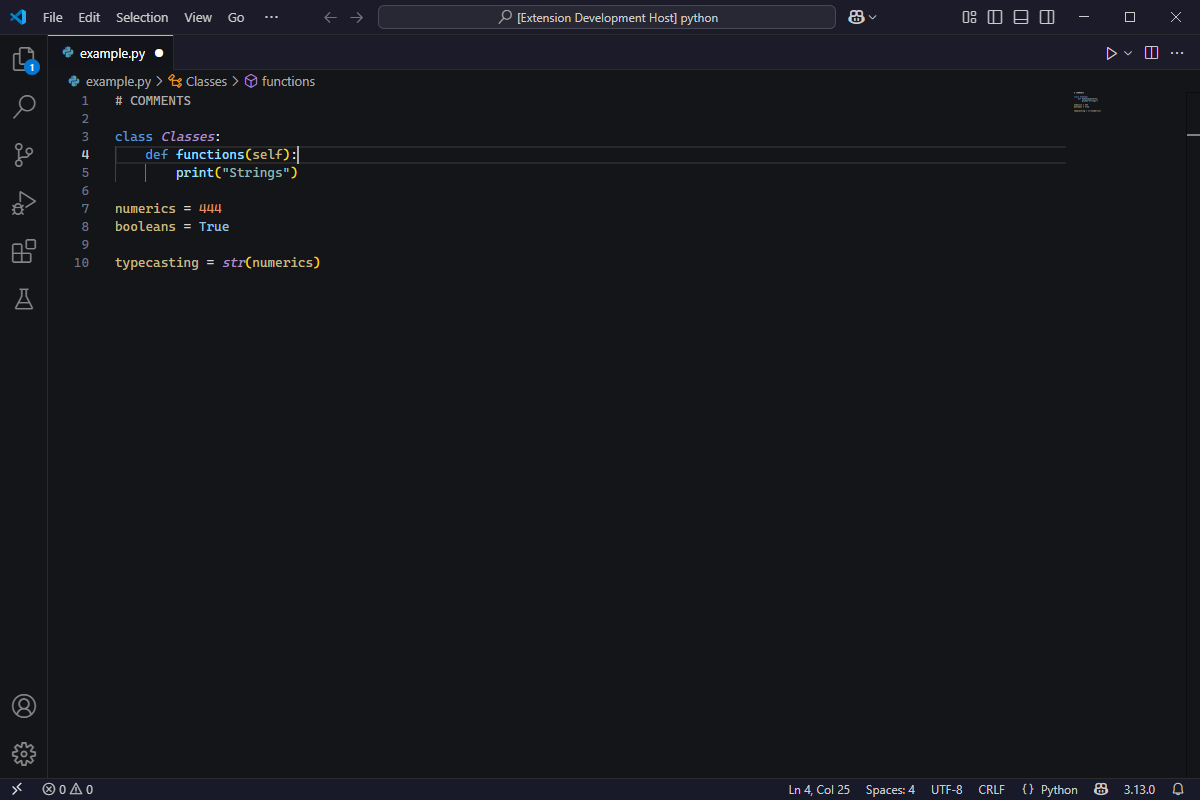 File Edit Selection View Go ··· [Extension Development Host] python
1 example.py
example.py > Classes > functions
1 # COMMENTS
2
3 class Classes:
4     def functions(self):
5         print("Strings")
6
7 numerics = 444
8 booleans = True
9
10 typecasting = str(numerics)
0 0 Ln 4, Col 25 Spaces: 4 UTF-8 CRLF {} Python 3.13.0